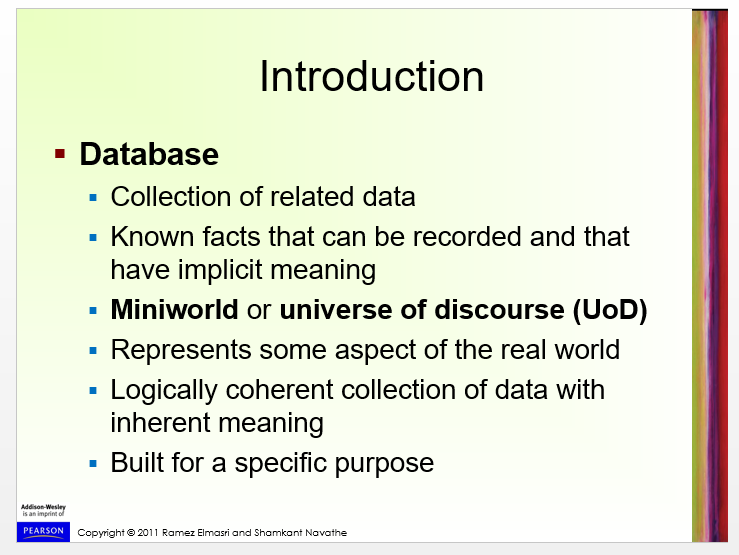 Introduction
Database
Collection of related data
Known facts that can be recorded and that
have implicit meaning
Miniworld or universe of discourse (UoD)
Represents some aspect of the real world
Logically coherent collection of data with
inherent meaning
Built for a specific purpose
Addison-Wesley
is an imprint of
PEARSON
Copyright © 2011 Ramez Elmasri and Shamkant Navathe